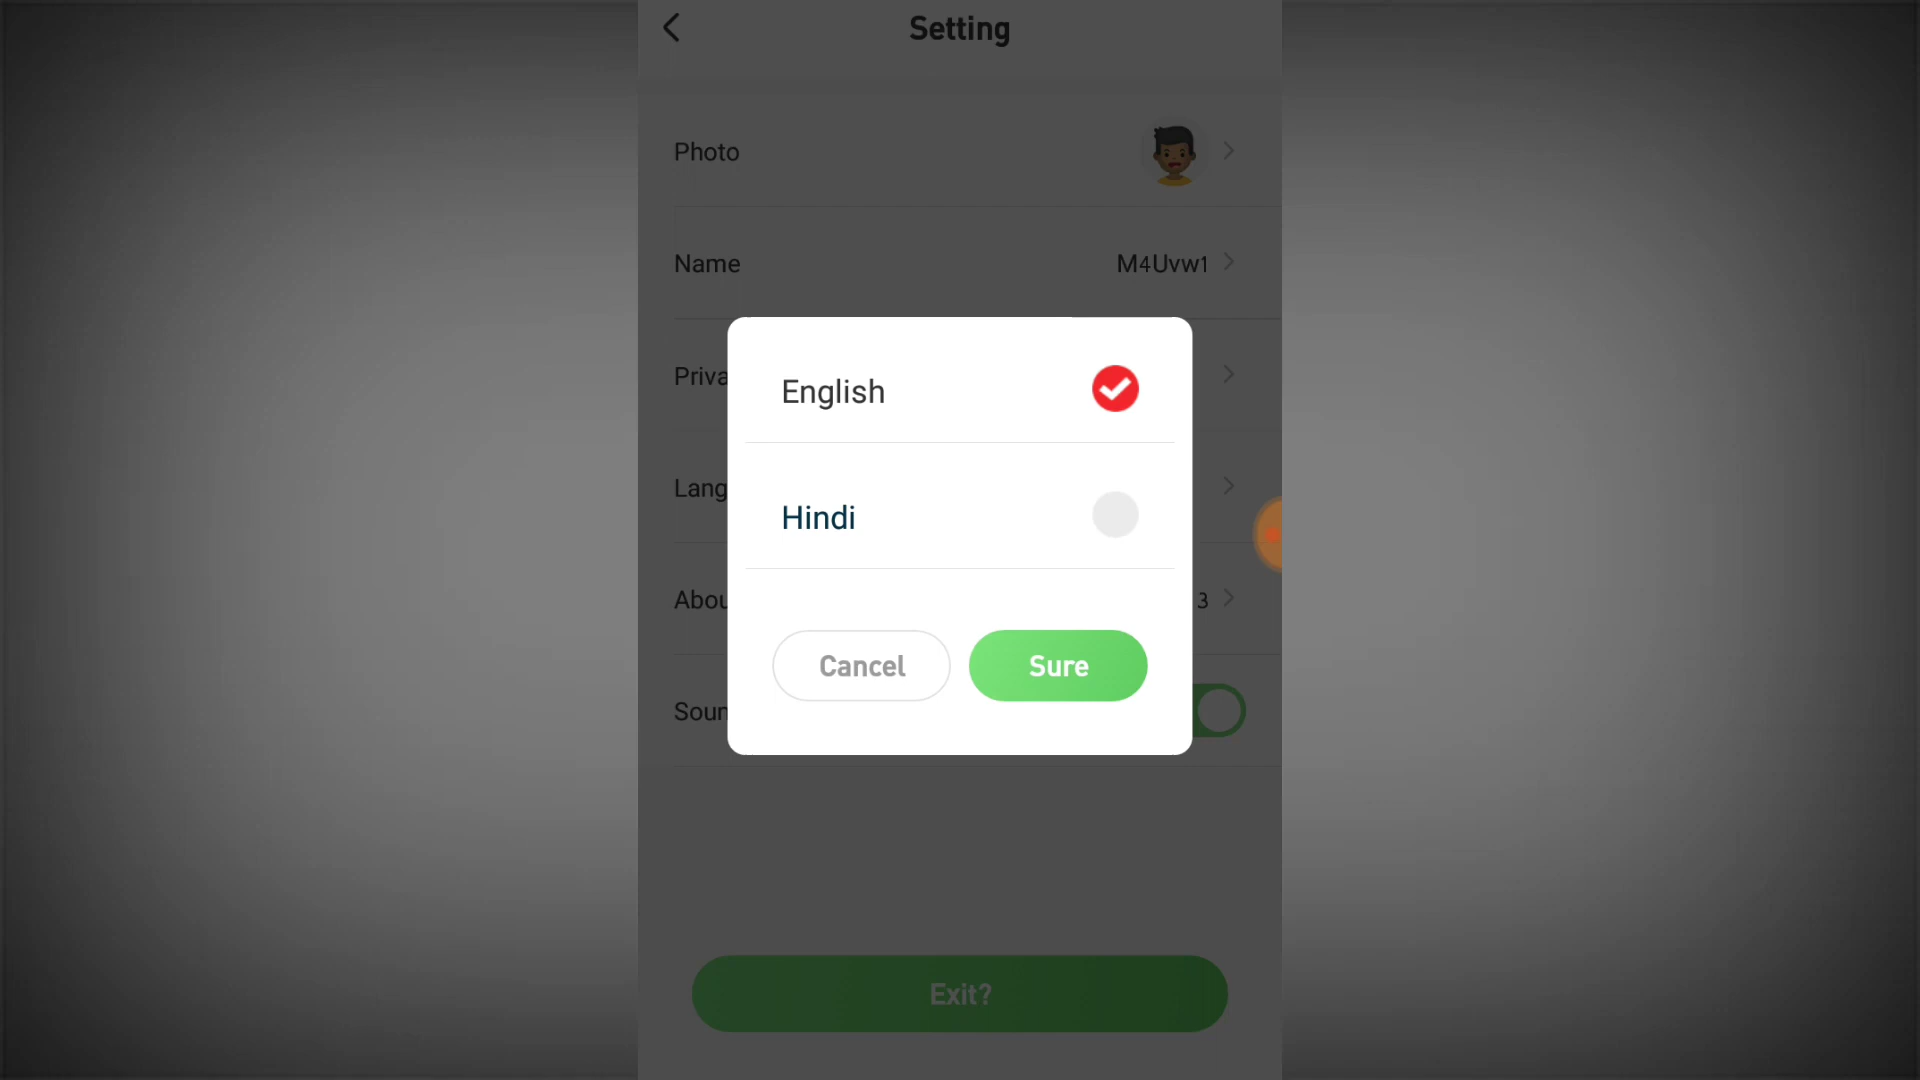 Setting
Photo
Name M4Uvw1
English
Priva
Lang
Hindi
Abou 3
Cancel Sure
Soun
Exit?